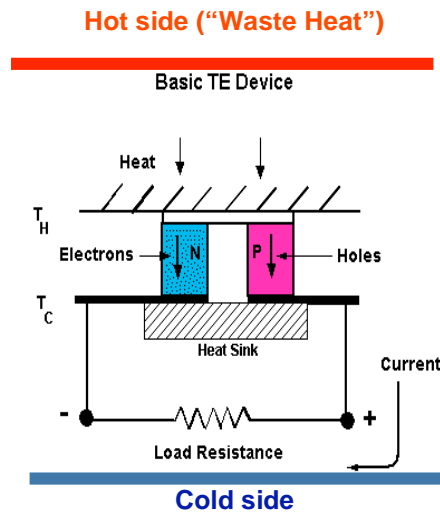 Hot side (“Waste Heat”)
Basic TE Device
Heat
T
H
Electrons
N
P
Holes
T
C
Heat Sink
Current
-
+
Load Resistance
Cold side